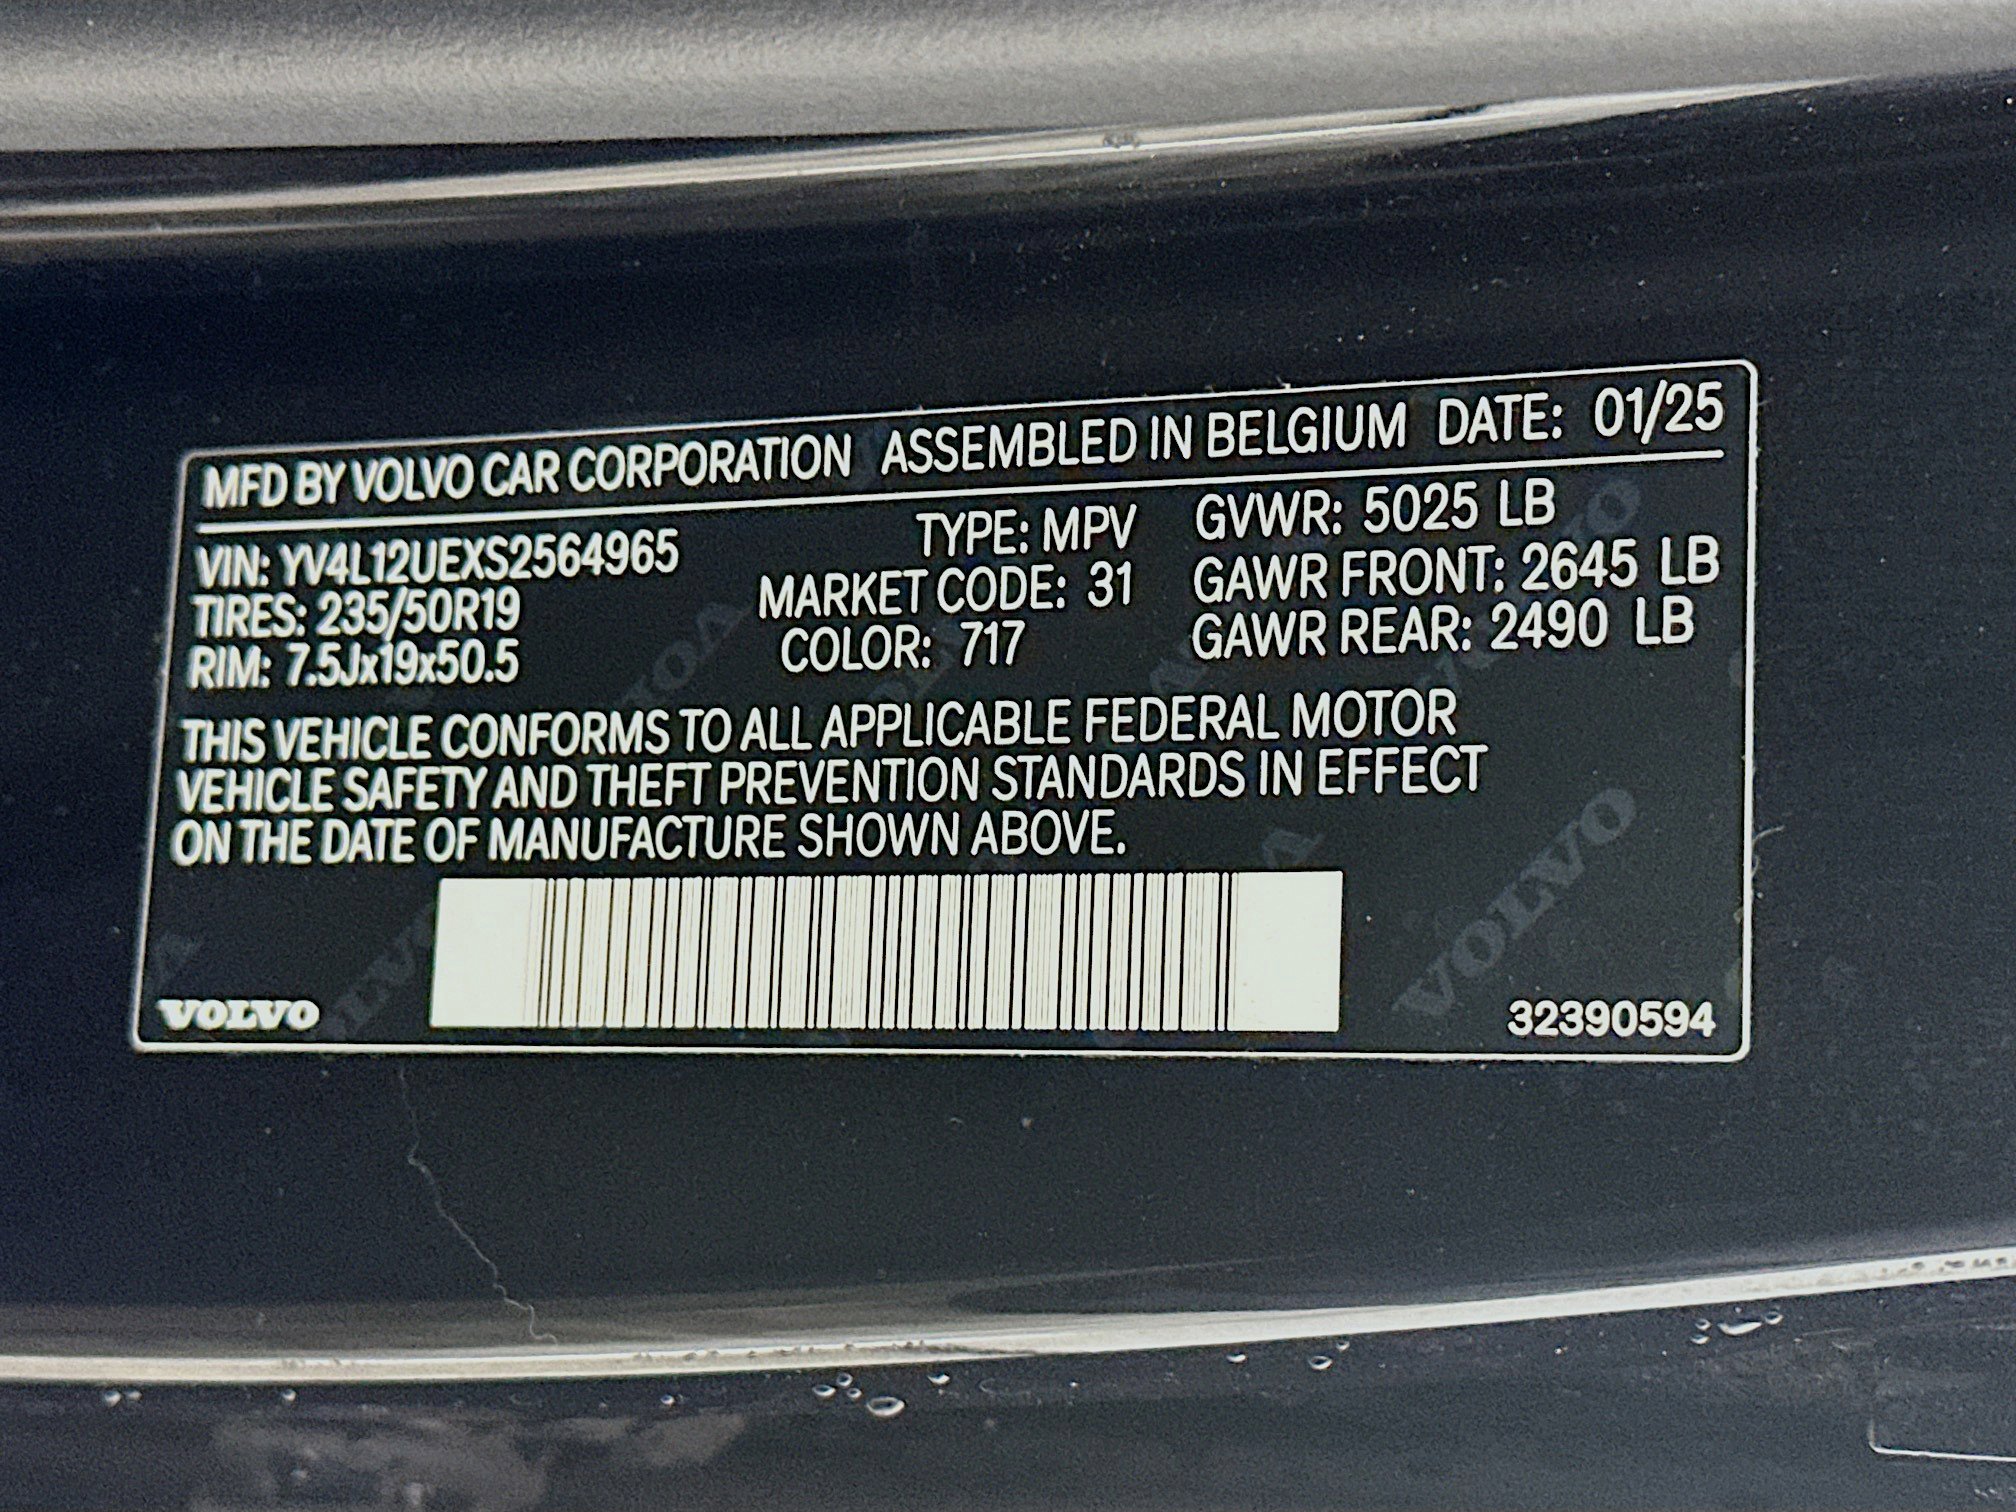 MFD BY VOLVO CAR CORPORATION ASSEMBLED IN BELGIUM DATE: 01/25
VIN: YV4L12UEXS2564965 TYPE: MPV GVWR: 5025 LB
TIRES: 235/50R19 MARKET CODE: 31 GAWR FRONT: 2645 LB
RIM: 7.5Jx19x50.5 COLOR: 717 GAWR REAR: 2490 LB
THIS VEHICLE CONFORMS TO ALL APPLICABLE FEDERAL MOTOR
VEHICLE SAFETY AND THEFT PREVENTION STANDARDS IN EFFECT
ON THE DATE OF MANUFACTURE SHOWN ABOVE.
VOLVO
VOLVO 32390594